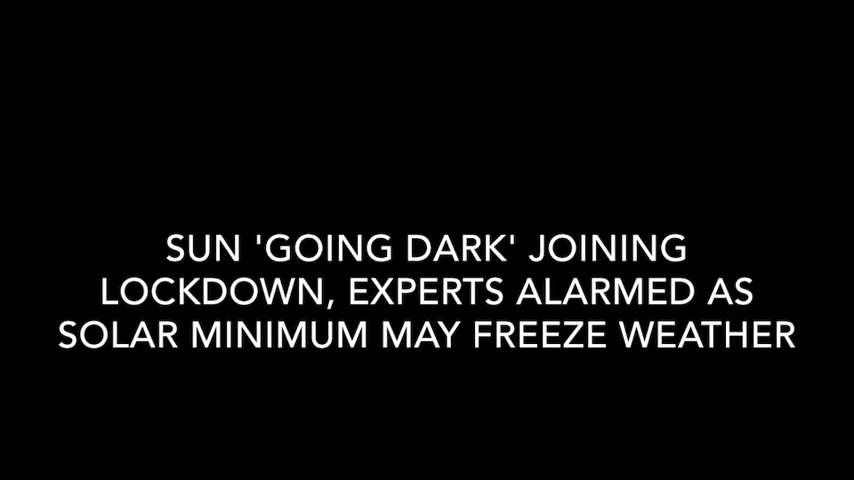 SUN 'GOING DARK' JOINING
LOCKDOWN, EXPERTS ALARMED AS
SOLAR MINIMUM MAY FREEZE WEATHER